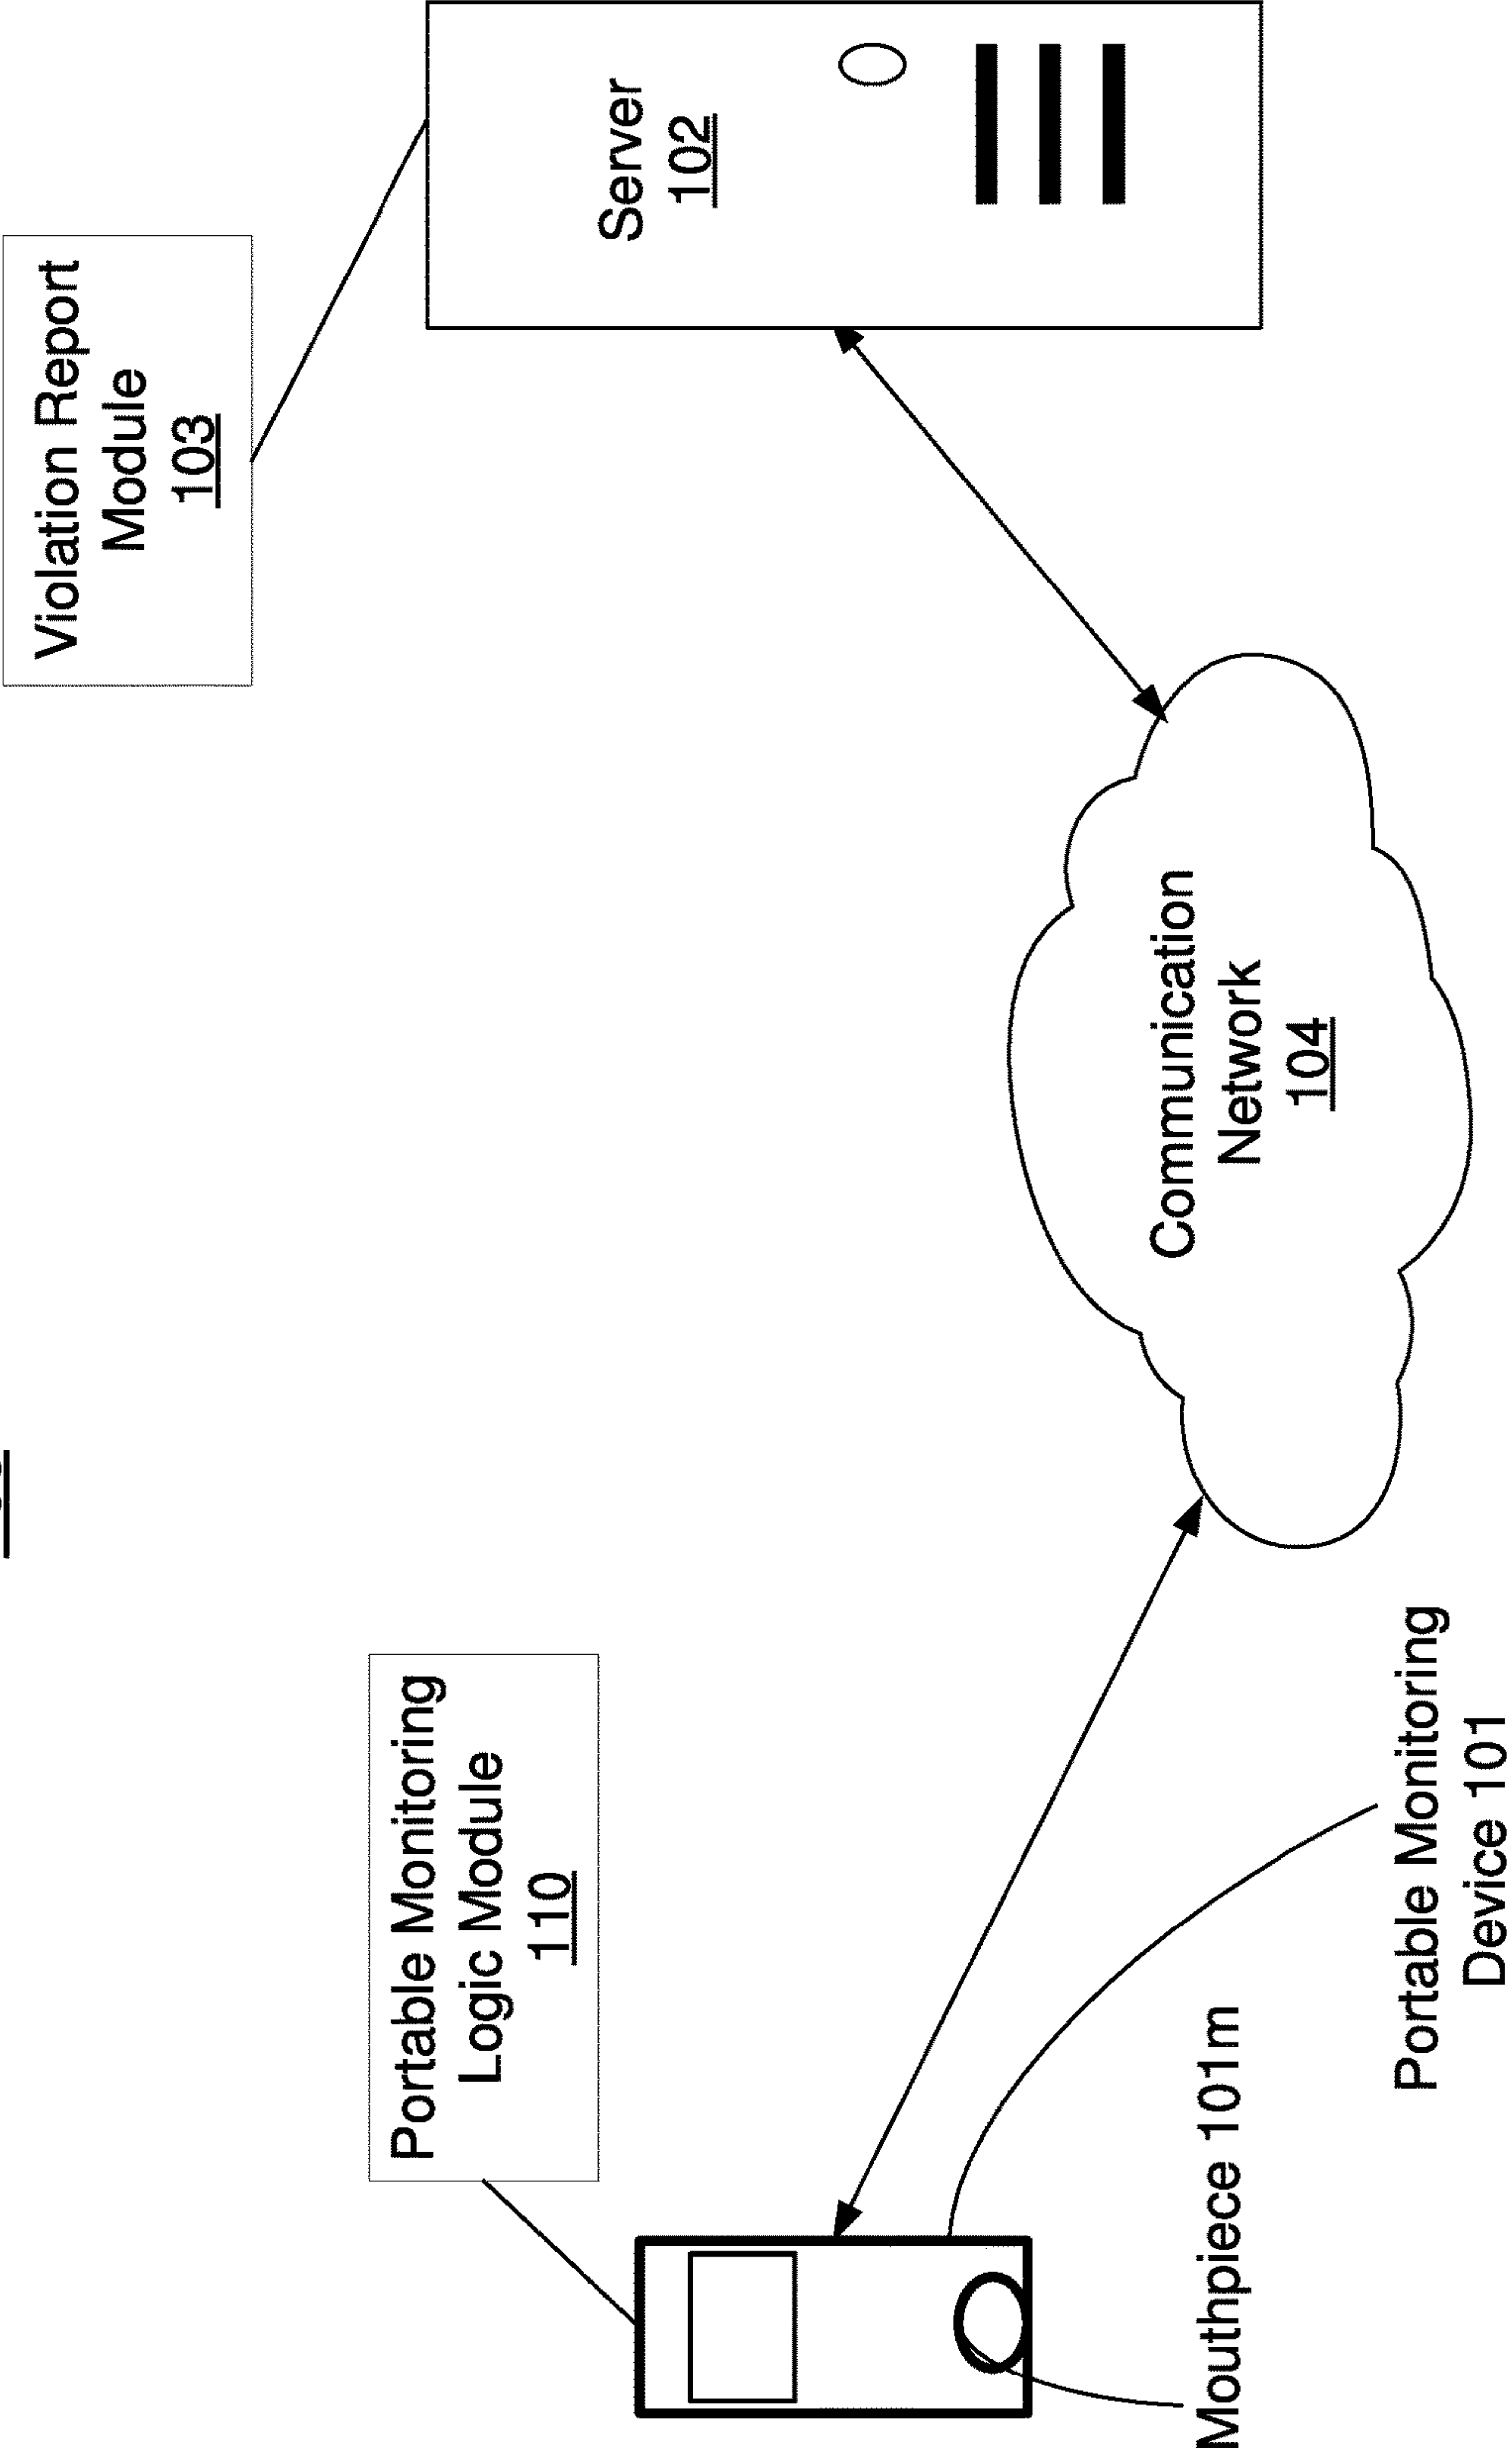 Violation Report
Module
103
Server
102
Portable Monitoring
Logic Module
110
Communication
Network
104
Mouthpiece 101m
Portable Monitoring
Device 101